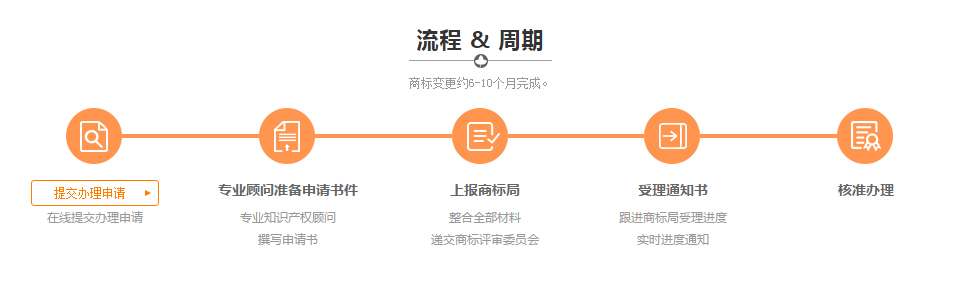 流程 & 周期
商标变更约6-10个月完成。
提交办理申请
在线提交办理申请
专业顾问准备申请书件
专业知识产权顾问
撰写申请书
上报商标局
整合全部材料
递交商标评审委员会
受理通知书
跟进商标局受理进度
实时进度通知
核准办理